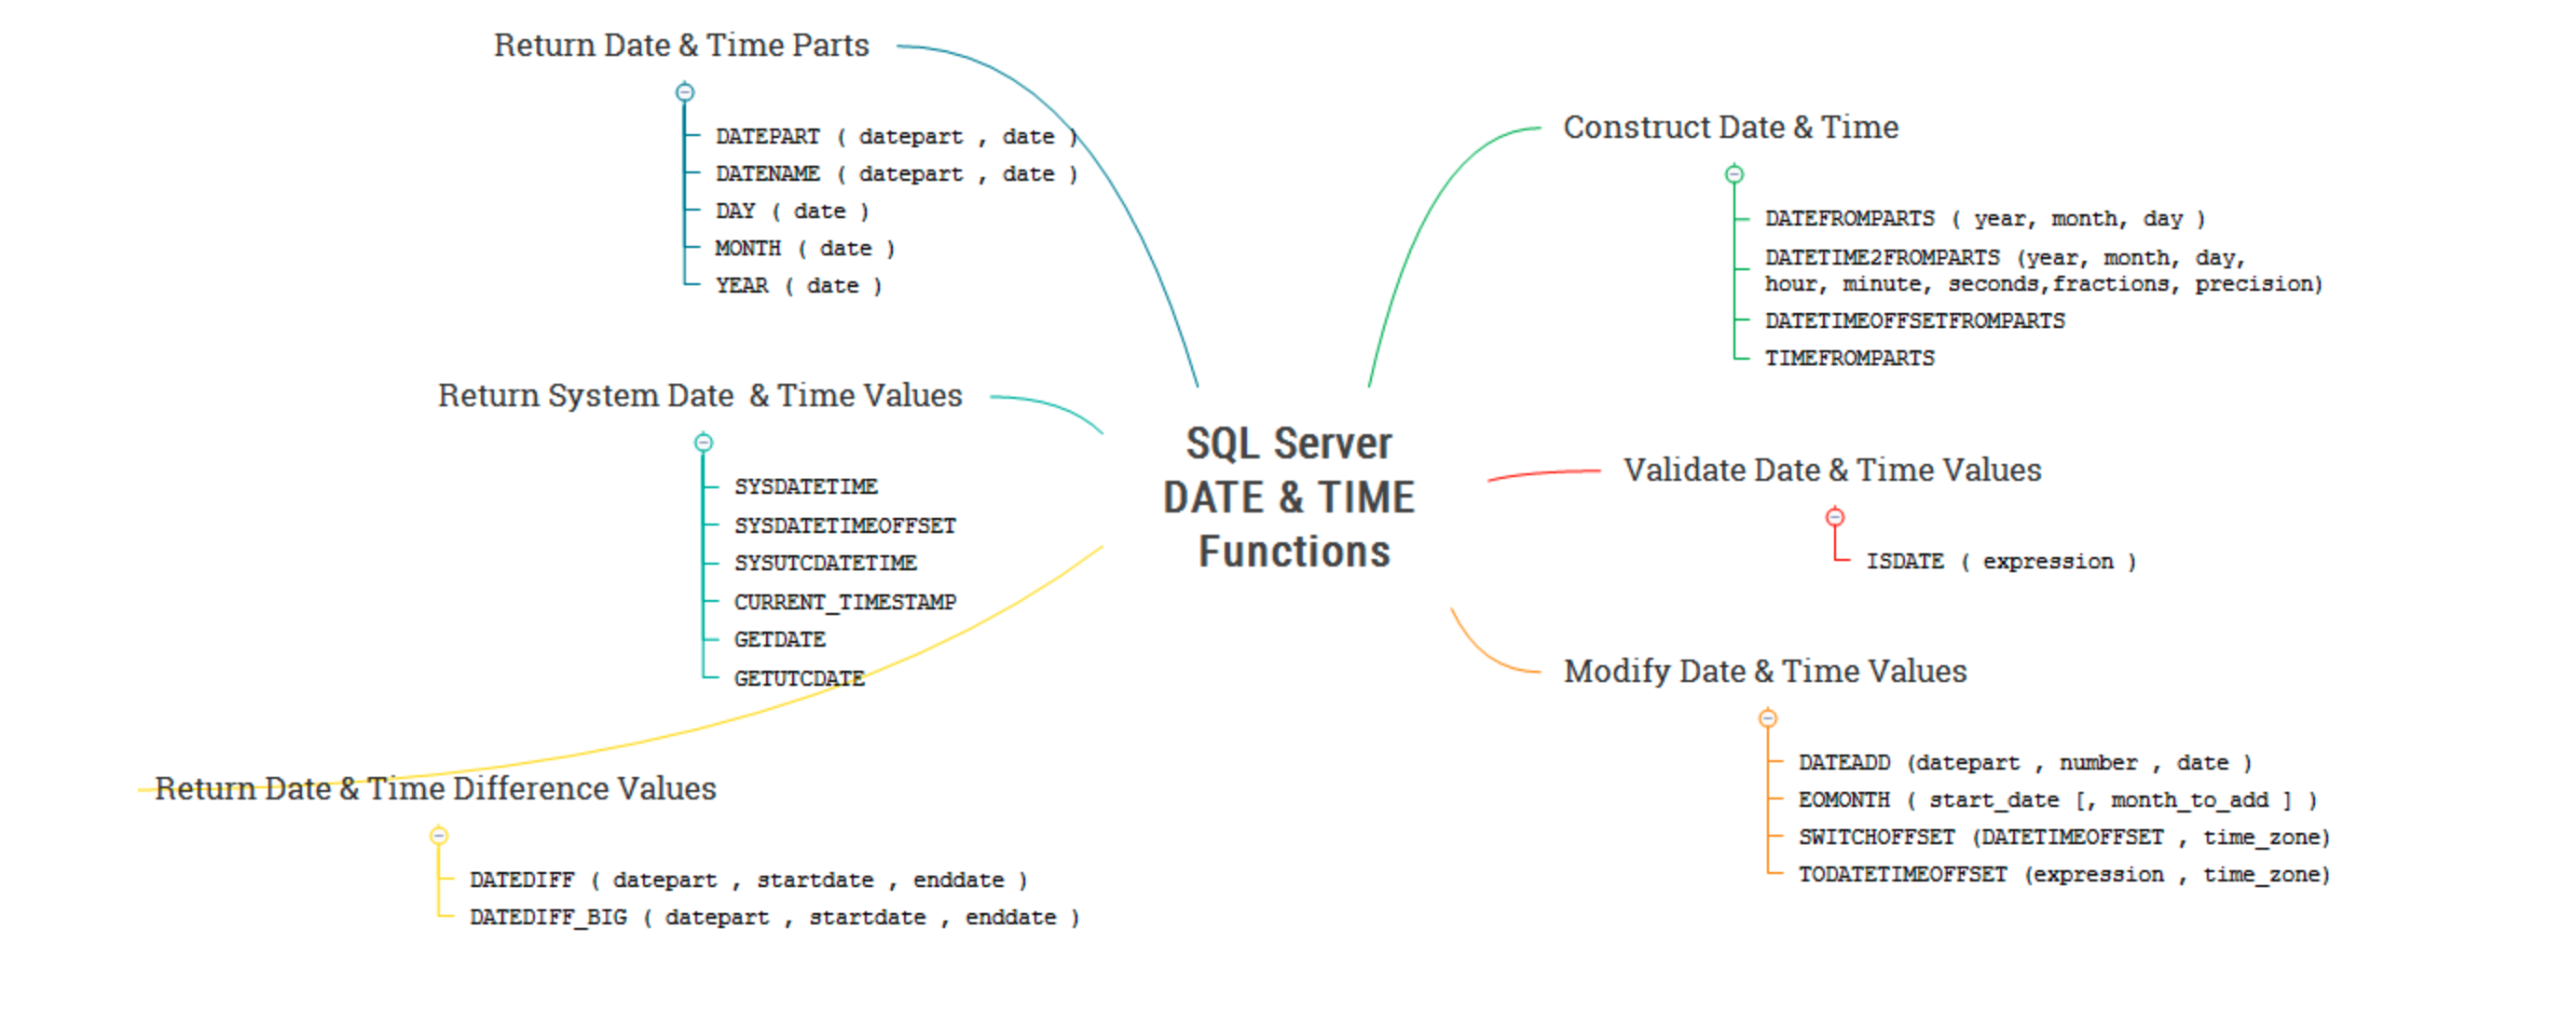 Return Date & Time Parts
DATEPART ( datepart , date )
DATENAME ( datepart , date )
DAY ( date )
MONTH ( date )
YEAR ( date )
Return System Date & Time Values
SYSDATETIME
SYSDATETIMEOFFSET
SYSUTCDATETIME
CURRENT_TIMESTAMP
GETDATE
GETUTCDATE
Return Date & Time Difference Values
DATEDIFF ( datepart , startdate , enddate )
DATEDIFF_BIG ( datepart , startdate , enddate )
SQL Server
DATE & TIME
Functions
Construct Date & Time
DATEFROMPARTS ( year, month, day )
DATETIME2FROMPARTS (year, month, day,
hour, minute, seconds,fractions, precision)
DATETIMEOFFSETFROMPARTS
TIMEFROMPARTS
Validate Date & Time Values
ISDATE ( expression )
Modify Date & Time Values
DATEADD (datepart , number , date )
EOMONTH ( start_date [, month_to_add ] )
SWITCHOFFSET (DATETIMEOFFSET , time_zone)
TODATETIMEOFFSET (expression , time_zone)